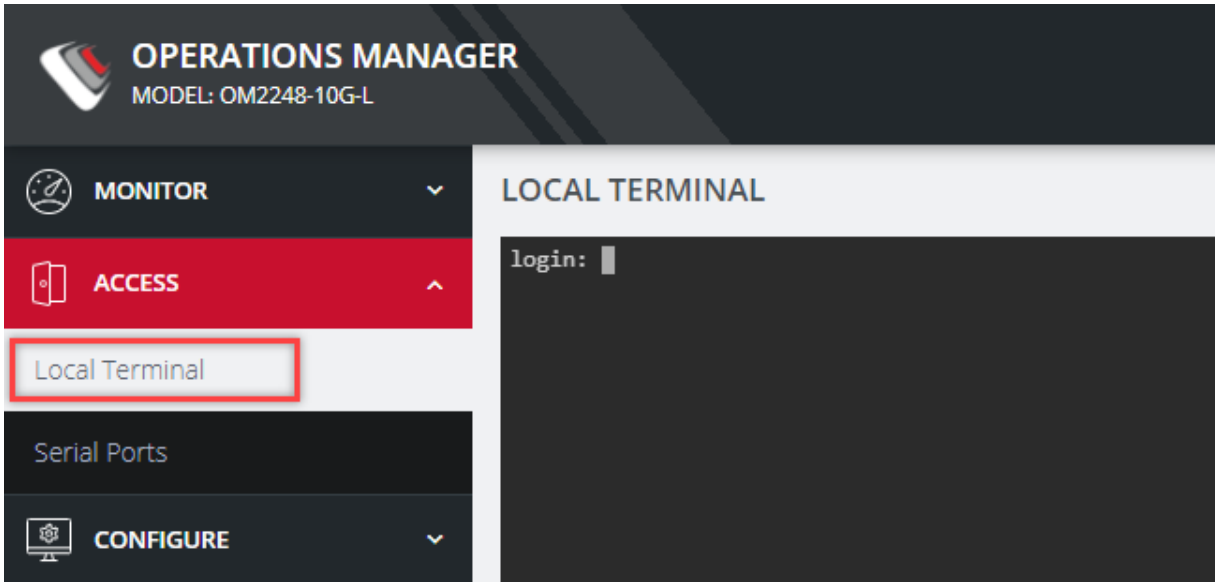 OPERATIONS MANAGER
MODEL: OM2248-10G-L
MONITOR
ACCESS
Local Terminal
Serial Ports
CONFIGURE
LOCAL TERMINAL
login: